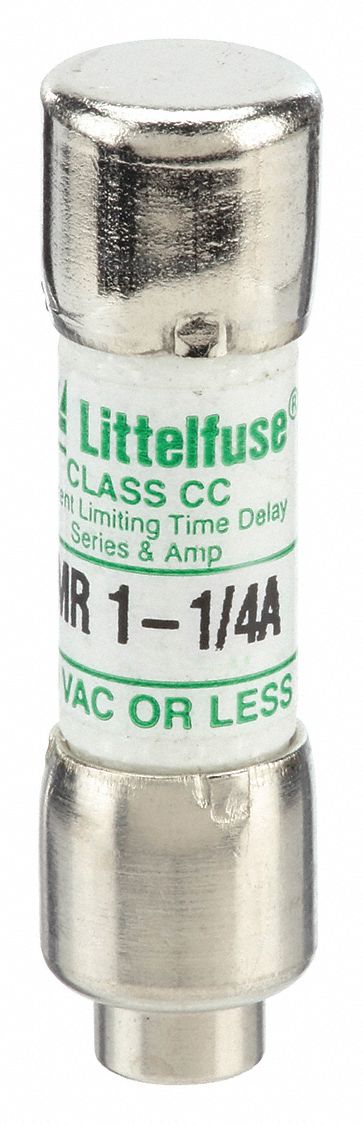 Littelfuse®
CLASS CC
ent Limiting Time Delay
Series & Amp
MR 1-1/4A
VAC OR LESS